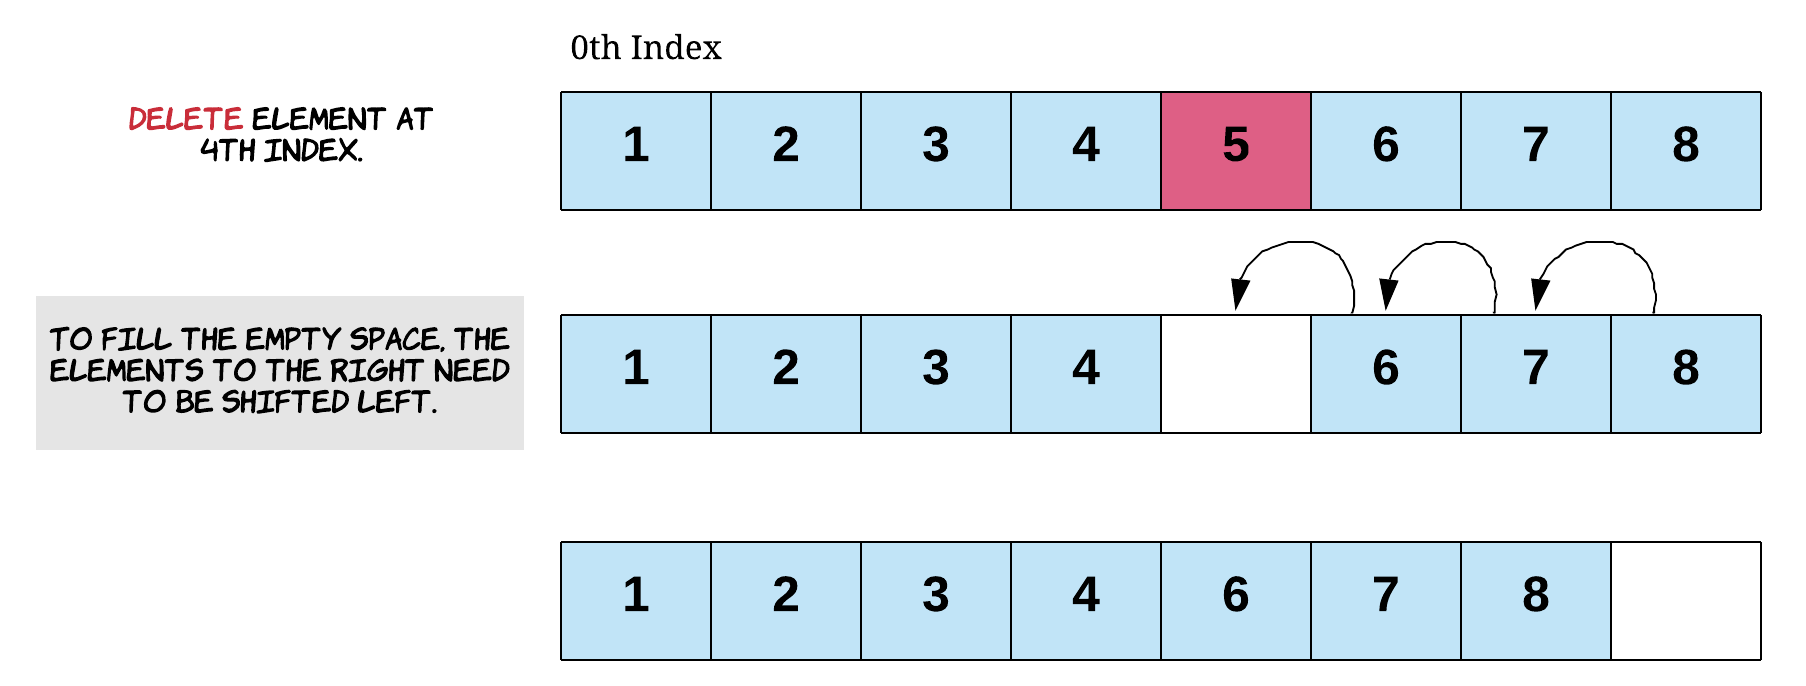 0th Index
DELETE ELEMENT AT
4TH INDEX.
1 2 3 4 5 6 7 8
TO FILL THE EMPTY SPACE, THE
ELEMENTS TO THE RIGHT NEED
TO BE SHIFTED LEFT.
1 2 3 4 6 7 8
1 2 3 4 6 7 8